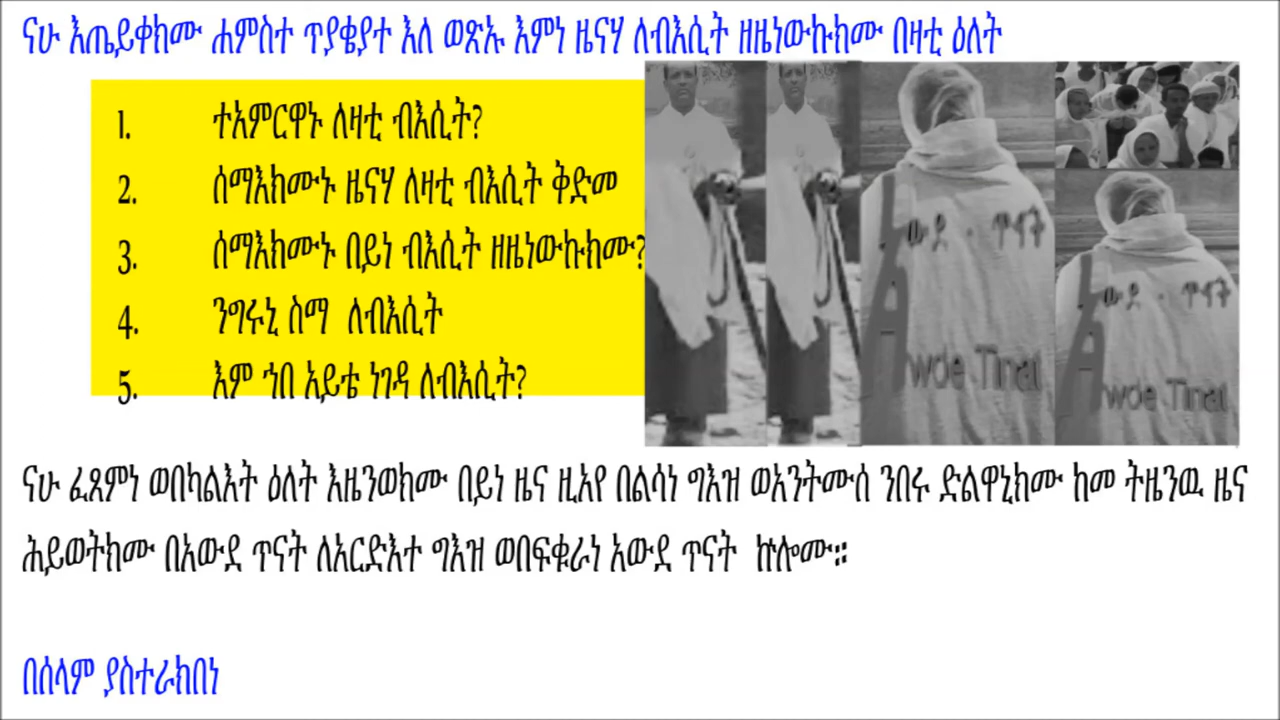 ናሁ እጤይቀክሙ ሐምስተ ጥያቄያተ እለ ወጽኡ እምነ ዜናሃ ለብእሲት ዘዜነውኩክሙ በዛቲ ዕለት
1. ተአምርዋኑ ለዛቲ ብእሲት?
2. ሰማእክሙኑ ዜናሃ ለዛቲ ብእሲት ቅድመ
3. ሰማእክሙኑ በይነ ብእሲት ዘዜነውኩክሙ?
4. ንግሩኒ ስማ ለብእሲት
5. እም ኀበ አይቴ ነገዳ ለብእሲት?
ውደ · ጥናት
Awde Tinat
ውደ · ጥናት
Awde Tinat
ናሁ ፈጸምነ ወበካልእት ዕለት እዜንወክሙ በይነ ዜና ዚአየ በልሳነ ግእዝ ወአንትሙሰ ንበሩ ድልዋኒክሙ ከመ ትዜንዉ ዜና
ሕይወትክሙ በአውደ ጥናት ለአርድእተ ግእዝ ወበፍቁራነ አውደ ጥናት ኵሎሙ።
በሰላም ያስተራክበነ